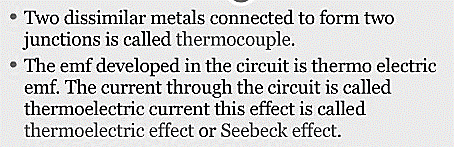 • Two dissimilar metals connected to form two
junctions is called thermocouple.
• The emf developed in the circuit is thermo electric
emf. The current through the circuit is called
thermoelectric current this effect is called
thermoelectric effect or Seebeck effect.